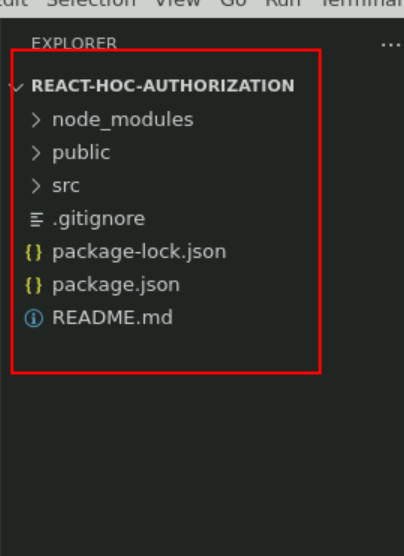 Edit Selection View Go Run Terminal
EXPLORER
REACT-HOC-AUTHORIZATION
node_modules
public
src
.gitignore
package-lock.json
package.json
README.md